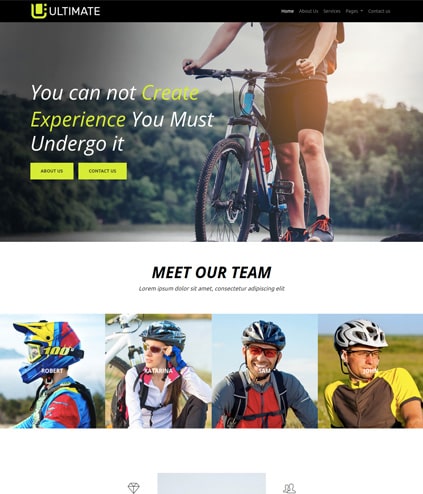 ULTIMATE
Home About Us Services Pages Contact us
You can not Create
Experience You Must
Undergo it
ABOUT US CONTACT US
MEET OUR TEAM
Lorem ipsum dolor sit amet, consectetur adipiscing elit
100%
ROBERT KATARINA SAM JOHN